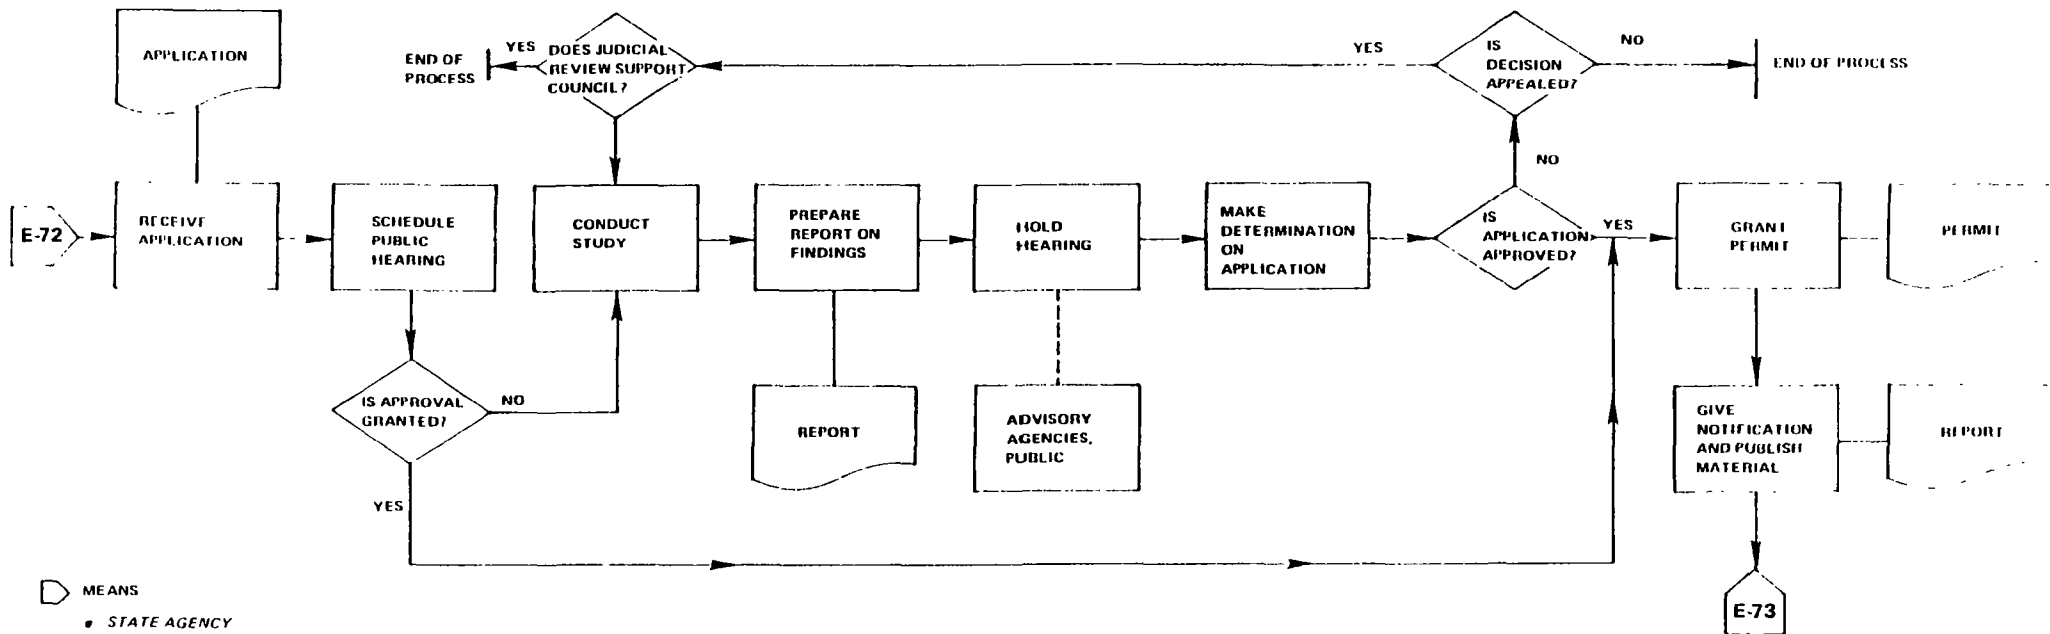 APPLICATION
END OF
PROCESS
YES
DOES JUDICIAL
REVIEW SUPPORT
COUNCIL?
YES
IS
DECISION
APPEALED?
NO
END OF PROCESS
NO
E-72
RECEIVE
APPLICATION
SCHEDULE
PUBLIC
HEARING
CONDUCT
STUDY
PREPARE
REPORT ON
FINDINGS
HOLD
HEARING
MAKE
DETERMINATION
ON
APPLICATION
IS
APPLICATION
APPROVED?
YES
GRANT
PERMIT
PERMIT
IS APPROVAL
GRANTED?
NO
REPORT
ADVISORY
AGENCIES,
PUBLIC
GIVE
NOTIFICATION
AND PUBLISH
MATERIAL
REPORT
YES
MEANS
• STATE AGENCY
E-73